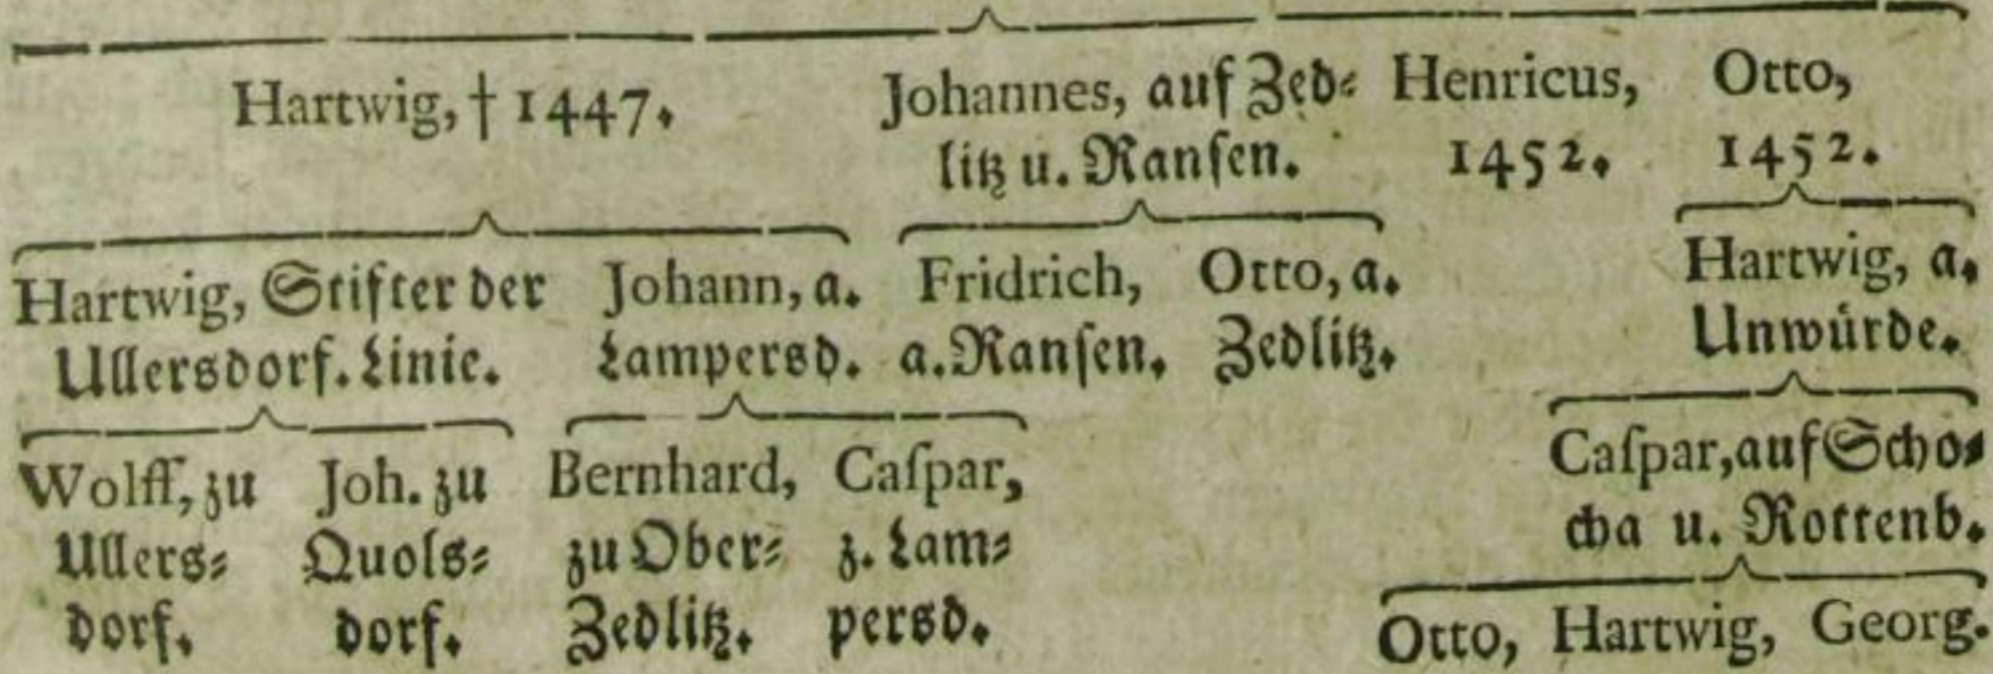 Hartwig, † 1447. Johannes, auf Zed⸗ Henricus, Otto,
litz u. Ranſen. 1452. 1452.
Hartwig, Stifter der Johann, a. Fridrich, Otto, a. Hartwig, a.
Ullersdorf. Linie. Lampersd. a. Ranſen. Zedlitz. Unwürde.
Wolff, zu Joh. zu Bernhard, Caſpar, Caſpar, auf Scho⸗
Ullers⸗ Quols⸗ zu Ober⸗ z. Lam⸗ cha u. Rottenb.
dorf. dorf. Zedlitz. persd. Otto, Hartwig, Georg.